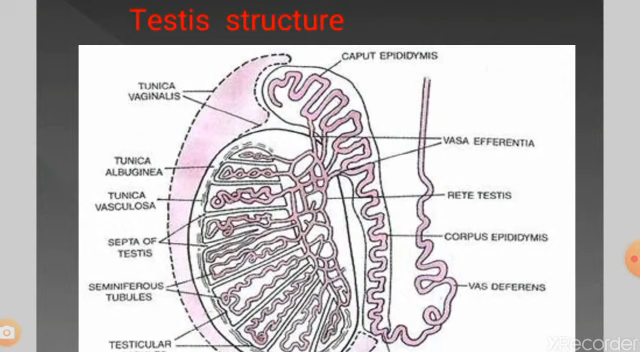 Testis structure
CAPUT EPIDIDYMIS
TUNICA
VAGINALIS
VASA EFFERENTIA
TUNICA
ALBUGINEA
TUNICA
VASCULOSA
RETE TESTIS
SEPTA OF
TESTIS
CORPUS EPIDIDYMIS
SEMINIFEROUS
TUBULES
VAS DEFERENS
TESTICULAR
XRecorder